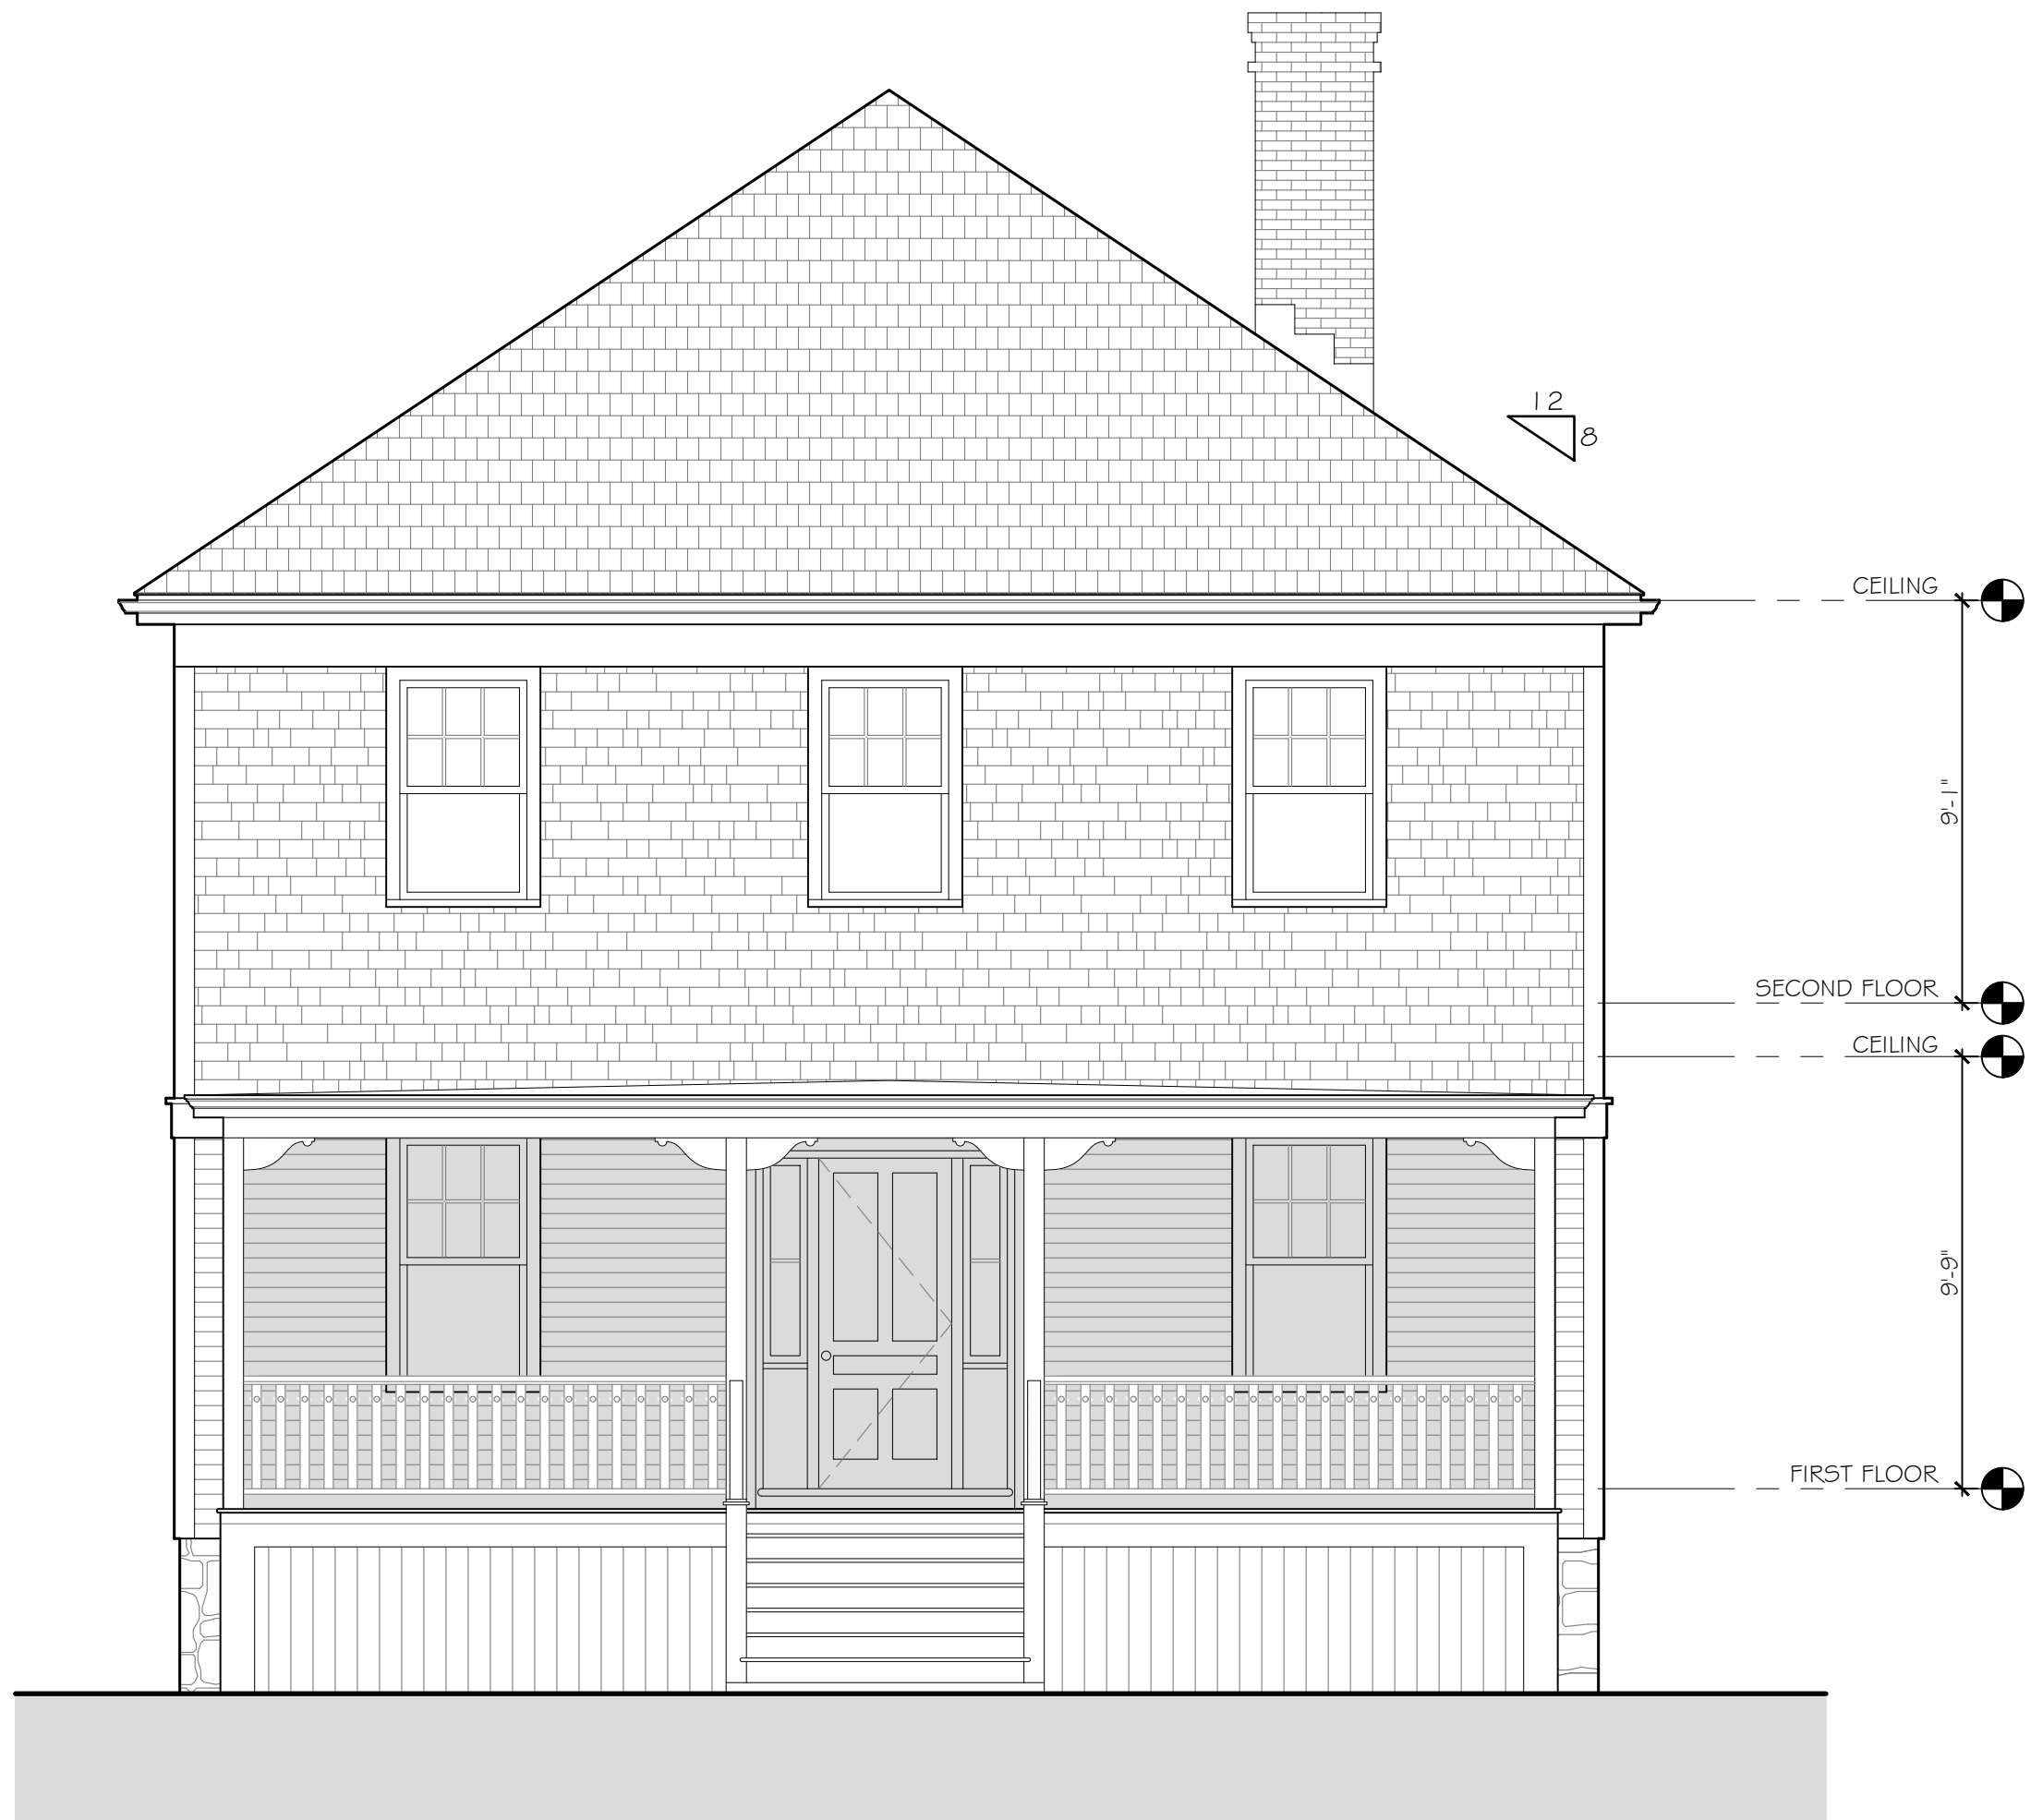 12
8
CEILING
9'-1"
SECOND FLOOR
CEILING
9'-9"
FIRST FLOOR